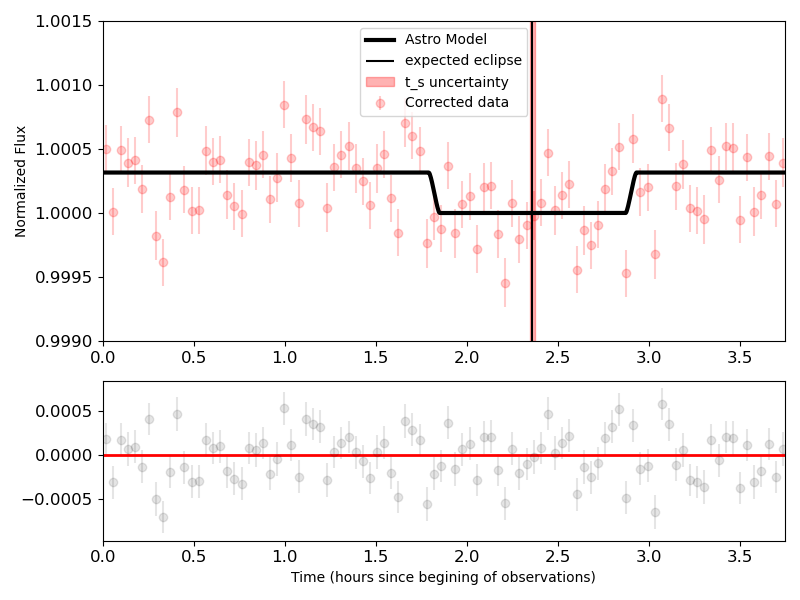 1.0015
1.0010
1.0005
1.0000
0.9995
0.9990
Normalized Flux
Astro Model
expected eclipse
t_s uncertainty
Corrected data
0.0 0.5 1.0 1.5 2.0 2.5 3.0 3.5
0.0005
0.0000
−0.0005
0.0 0.5 1.0 1.5 2.0 2.5 3.0 3.5
Time (hours since begining of observations)